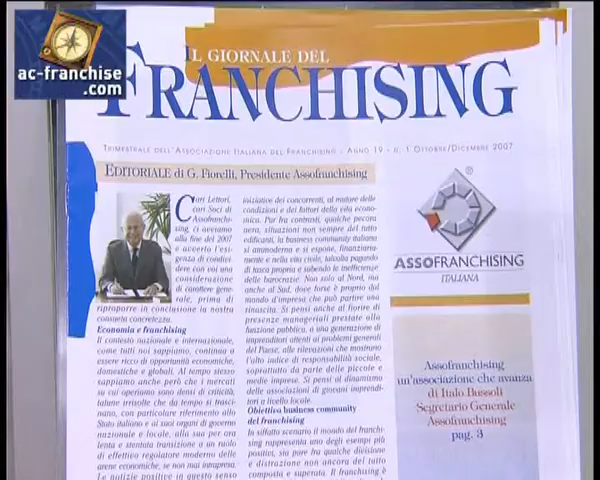 ac-franchise
.com
IL GIORNALE DEL
FRANCHISING
TRIMESTRALE DELL'ASSOCIAZIONE ITALIANA DEL FRANCHISING - ANNO 19 - N. 1 OTTOBRE/DICEMBRE 2007
EDITORIALE di G. Fiorelli, Presidente Assofranchising
Cari Lettori,
cari Soci di
Assofranchi-
sing, ci avviamo
alla fine del 2007
e avverto l'esi-
genza di condivi-
dere con voi una
considerazione
di carattere gene-
rale, prima di
riproporre in conclusione la nostra
consueta concretezza.
Economia e franchising
Il contesto nazionale e internazionale,
come tutti noi sappiamo, continua a
essere ricco di opportunità economiche,
domestiche e globali. Al tempo stesso
sappiamo anche però che i mercati
su cui operiamo sono densi di criticità,
talune irrisolte che da tempo si trasci-
nano, con particolare riferimento allo
Stato italiano e ai suoi organi di governo
nazionale e locale, alla sua per ora
lenta e stentata transizione a un ruolo
di effettivo regolatore moderno delle
arene economiche, se non mai intrapresa.
Le notizie positive in questo senso
iniziative dei concorrenti, al mutare delle
condizioni e dei fattori della vita econo-
mica. Pur fra contrasti, qualche pecora
nera, situazioni non sempre del tutto
edificanti, la business community italiana
si ammoderna e si espone, finanziaria-
mente e nella vita civile, talvolta pagando
di tasca propria e subendo le inefficienze
delle burocrazie. Non solo al Nord, ma
anche al Sud, dove forse è proprio dal
mondo d'impresa che può partire una
rinascita. Si pensi anche al fiorire di
presenze manageriali prestate alla
funzione pubblica, a una generazione di
imprenditori attenti ai problemi generali
del Paese, alle rilevazioni che mostrano
l'alto indice di responsabilità sociale,
soprattutto da parte delle piccole e
medie imprese. Si pensi al dinamismo
delle associazioni di giovani imprendi-
tori a livello locale.
Obiettivo business community
del franchising
In siffatto scenario il mondo del franchi-
sing rappresenta uno degli esempi più
positivi, sia pure fra qualche divisione
e distrazione non ancora del tutto
composta e superata. Il franchising è
®
ASSOFRANCHISING
ITALIANA
Assofranchising
un'associazione che avanza
di Italo Bussoli
Segretario Generale
Assofranchising
pag. 3